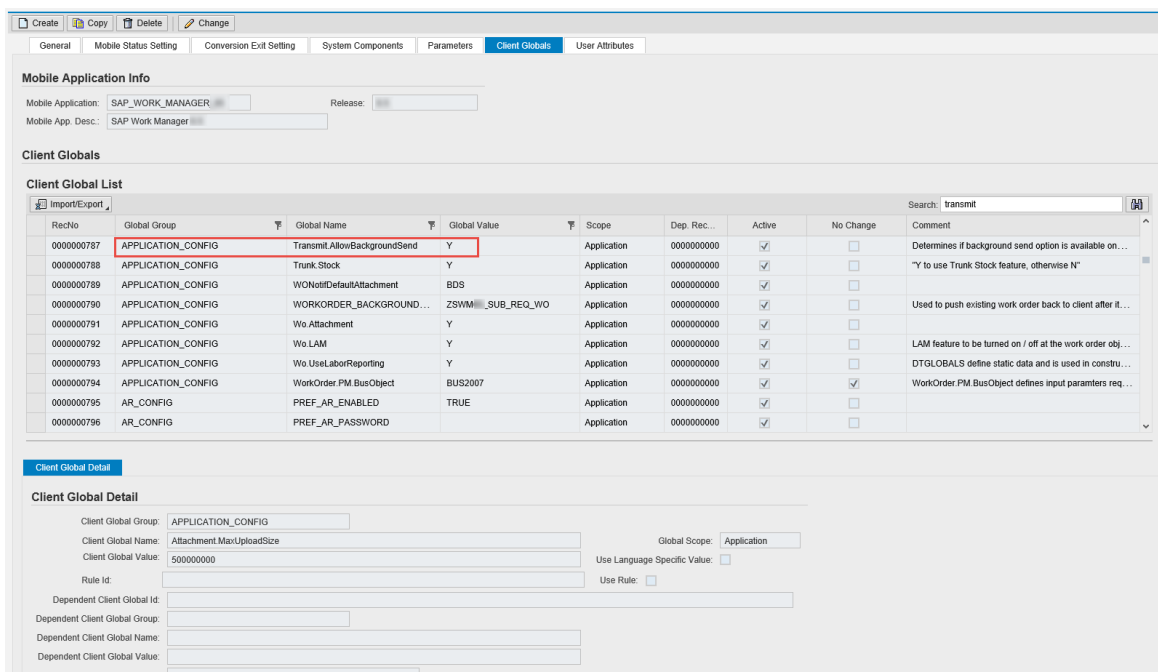 Create Copy Delete Change
General Mobile Status Setting Conversion Exit Setting System Components Parameters Client Globals User Attributes
Mobile Application Info
Mobile Application: SAP_WORK_MANAGER Release:
Mobile App. Desc.: SAP Work Manager
Client Globals
Client Global List
Import/Export Search: transmit
RecNo Global Group Global Name Global Value Scope Dep. Rec... Active No Change Comment
0000000787 APPLICATION_CONFIG Transmit.AllowBackgroundSend Y Application 0000000000 Determines if background send option is available on...
0000000788 APPLICATION_CONFIG Trunk.Stock Y Application 0000000000 "Y to use Trunk Stock feature, otherwise N"
0000000789 APPLICATION_CONFIG WONotifDefaultAttachment BDS Application 0000000000
0000000790 APPLICATION_CONFIG WORKORDER_BACKGROUND... ZSWM _SUB_REQ_WO Application 0000000000 Used to push existing work order back to client after it...
0000000791 APPLICATION_CONFIG Wo.Attachment Y Application 0000000000
0000000792 APPLICATION_CONFIG Wo.LAM Y Application 0000000000 LAM feature to be turned on / off at the work order obj...
0000000793 APPLICATION_CONFIG Wo.UseLaborReporting Y Application 0000000000 DTGLOBALS define static data and is used in constru...
0000000794 APPLICATION_CONFIG WorkOrder.PM.BusObject BUS2007 Application 0000000000 WorkOrder.PM.BusObject defines input paramters req...
0000000795 AR_CONFIG PREF_AR_ENABLED TRUE Application 0000000000
0000000796 AR_CONFIG PREF_AR_PASSWORD Application 0000000000
Client Global Detail
Client Global Detail
Client Global Group: APPLICATION_CONFIG
Client Global Name: Attachment.MaxUploadSize Global Scope: Application
Client Global Value: 500000000 Use Language Specific Value:
Rule Id: Use Rule:
Dependent Client Global Id:
Dependent Client Global Group:
Dependent Client Global Name:
Dependent Client Global Value: